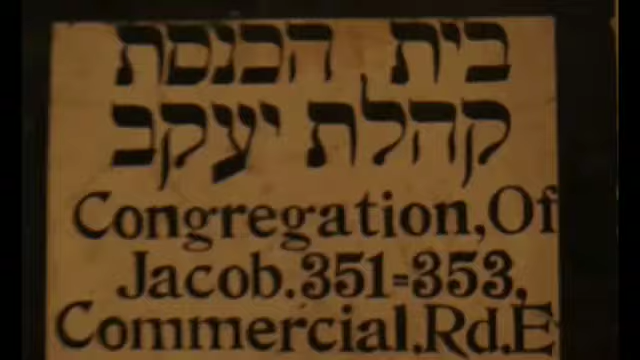 בית הכנסת
קהלת יעקב
Congregation,Of
Jacob.351=353,
Commercial.Rd.E